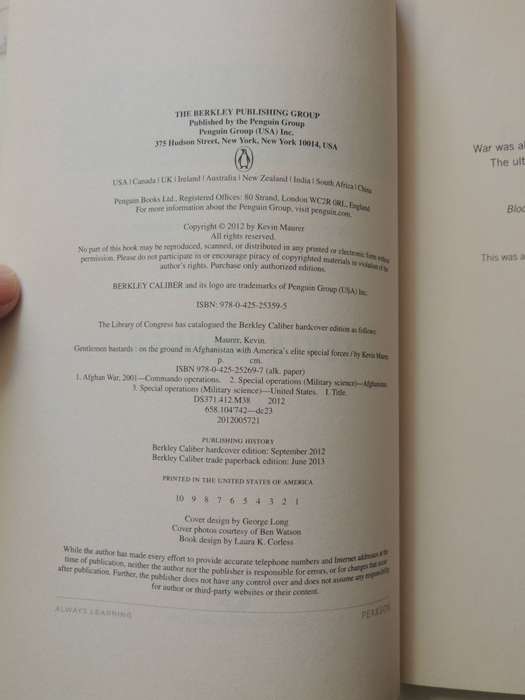 THE BERKLEY PUBLISHING GROUP
Published by the Penguin Group
Penguin Group (USA) Inc.
375 Hudson Street, New York, New York 10014, USA
USA | Canada | UK | Ireland | Australia | New Zealand | India | South Africa | China
Penguin Books Ltd., Registered Offices: 80 Strand, London WC2R 0RL, England
For more information about the Penguin Group, visit penguin.com.
Copyright © 2012 by Kevin Maurer
All rights reserved.
No part of this book may be reproduced, scanned, or distributed in any printed or electronic form without
permission. Please do not participate in or encourage piracy of copyrighted materials in violation of the
author's rights. Purchase only authorized editions.
BERKLEY CALIBER and its logo are trademarks of Penguin Group (USA) Inc.
ISBN: 978-0-425-25359-5
The Library of Congress has catalogued the Berkley Caliber hardcover edition as follows:
Maurer, Kevin.
Gentlemen bastards : on the ground in Afghanistan with America's elite special forces / by Kevin Maurer.
p. cm.
ISBN 978-0-425-25269-7 (alk. paper)
1. Afghan War, 2001—Commando operations. 2. Special operations (Military science)—Afghanistan.
3. Special operations (Military science)—United States. I. Title.
DS371.412.M38 2012
658.104'742—dc23
2012005721
PUBLISHING HISTORY
Berkley Caliber hardcover edition: September 2012
Berkley Caliber trade paperback edition: June 2013
PRINTED IN THE UNITED STATES OF AMERICA
10 9 8 7 6 5 4 3 2 1
Cover design by George Long
Cover photos courtesy of Ben Watson
Book design by Laura K. Corless
While the author has made every effort to provide accurate telephone numbers and Internet addresses at the
time of publication, neither the author nor the publisher is responsible for errors, or for changes that occur
after publication. Further, the publisher does not have any control over and does not assume any responsibility
for author or third-party websites or their content.
ALWAYS LEARNING PEARSON
War was
The
This was a